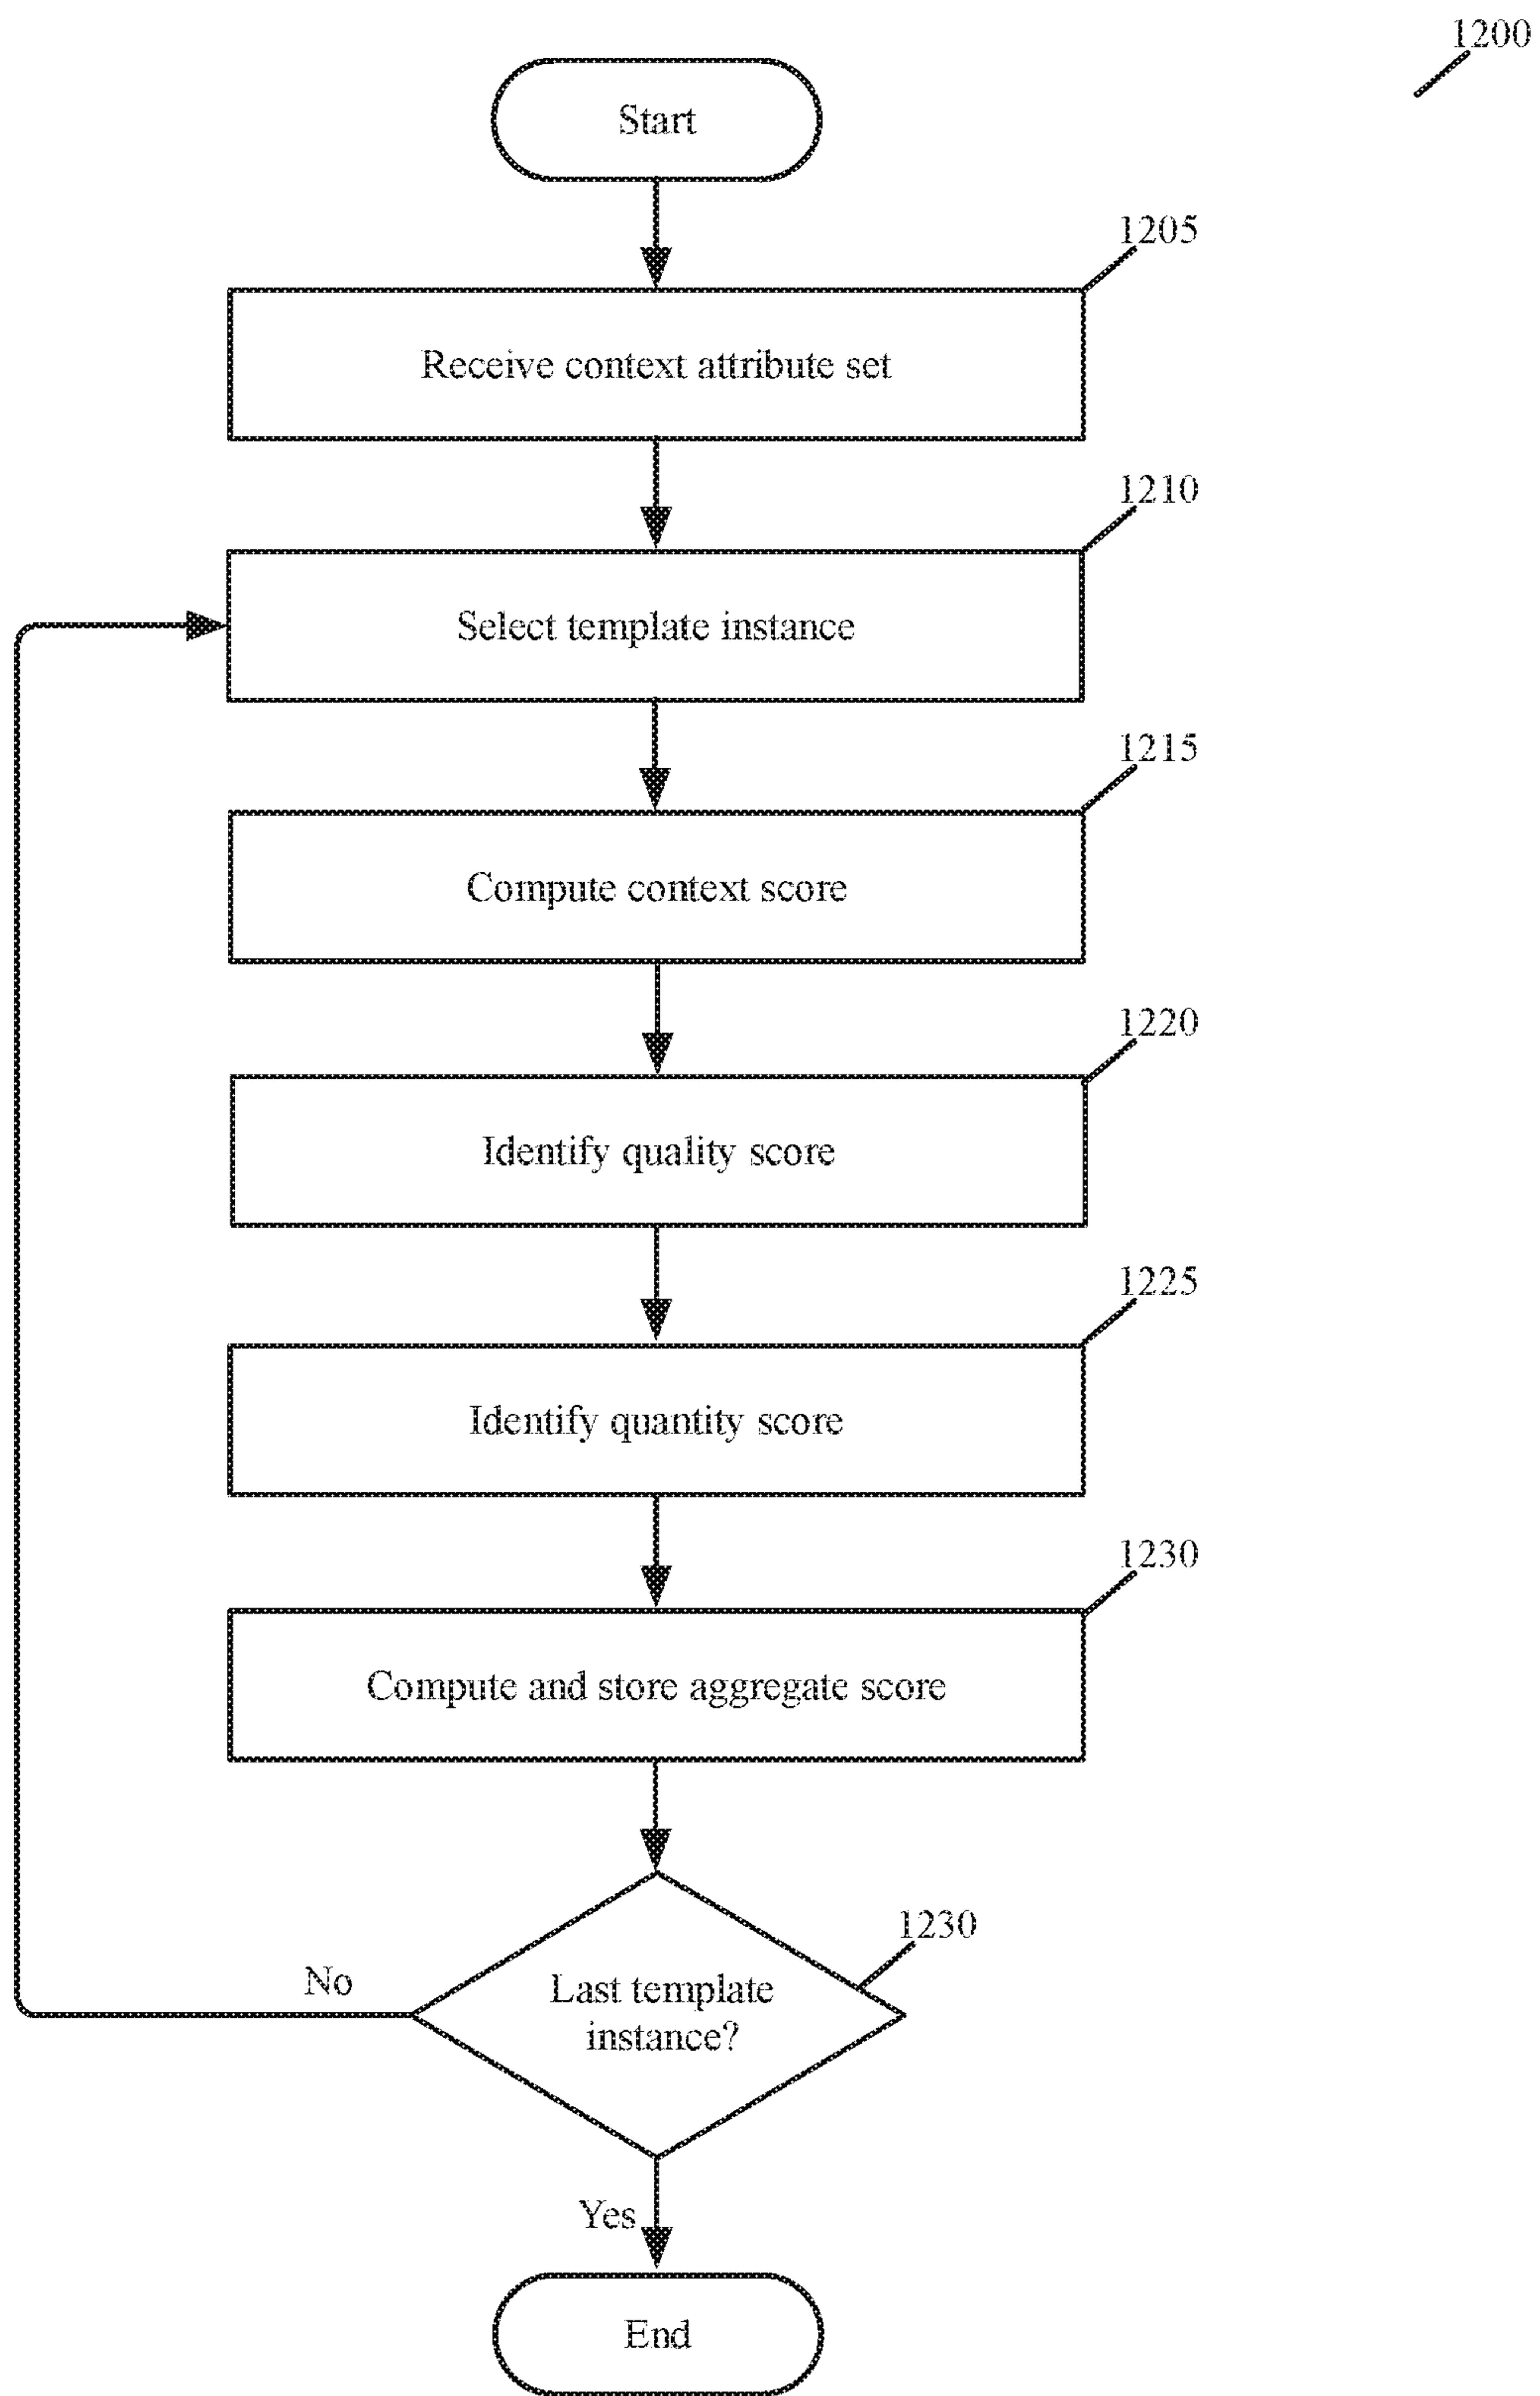 1200
Start
1205
Receive context attribute set
1210
Select template instance
1215
Compute context score
1220
Identify quality score
1225
Identify quantity score
1230
Compute and store aggregate score
1230
Last template
instance?
No
Yes
End